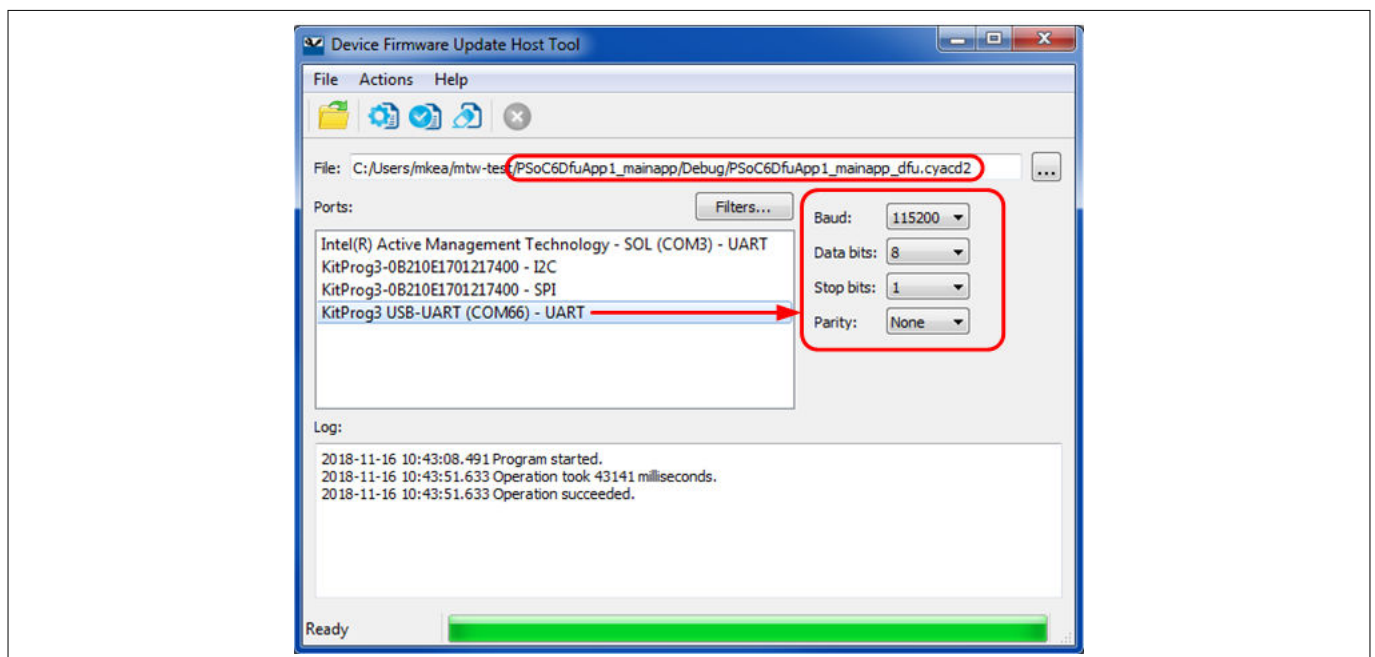 Device Firmware Update Host Tool
File Actions Help
File: C:/Users/mkea/mtw-test/PSoC6DfuApp1_mainapp/Debug/PSoC6DfuApp1_mainapp_dfu.cyacd2 ...
Ports: Filters...
Baud: 115200
Intel(R) Active Management Technology - SOL (COM3) - UART
Data bits: 8
KitProg3-0B210E1701217400 - I2C
KitProg3-0B210E1701217400 - SPI
Stop bits: 1
KitProg3 USB-UART (COM66) - UART
Parity: None
Log:
2018-11-16 10:43:08.491 Program started.
2018-11-16 10:43:51.633 Operation took 43141 milliseconds.
2018-11-16 10:43:51.633 Operation succeeded.
Ready